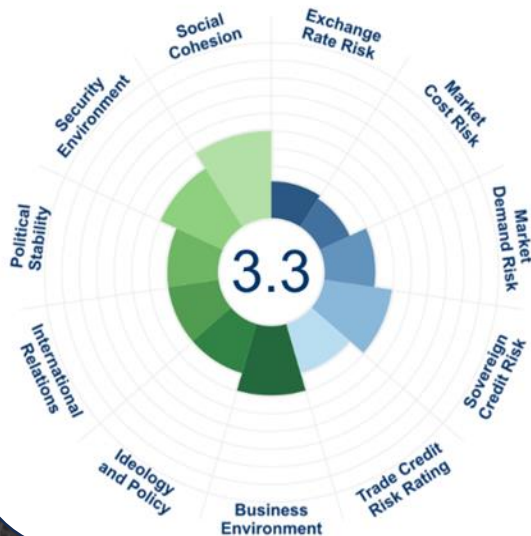 Social
Cohesion
Exchange
Rate Risk
Market
Cost Risk
Market
Demand Risk
Sovereign
Credit Risk
Trade Credit
Risk Rating
Business
Environment
Ideology
and Policy
International
Relations
Political
Stability
Security
Environment
3.3